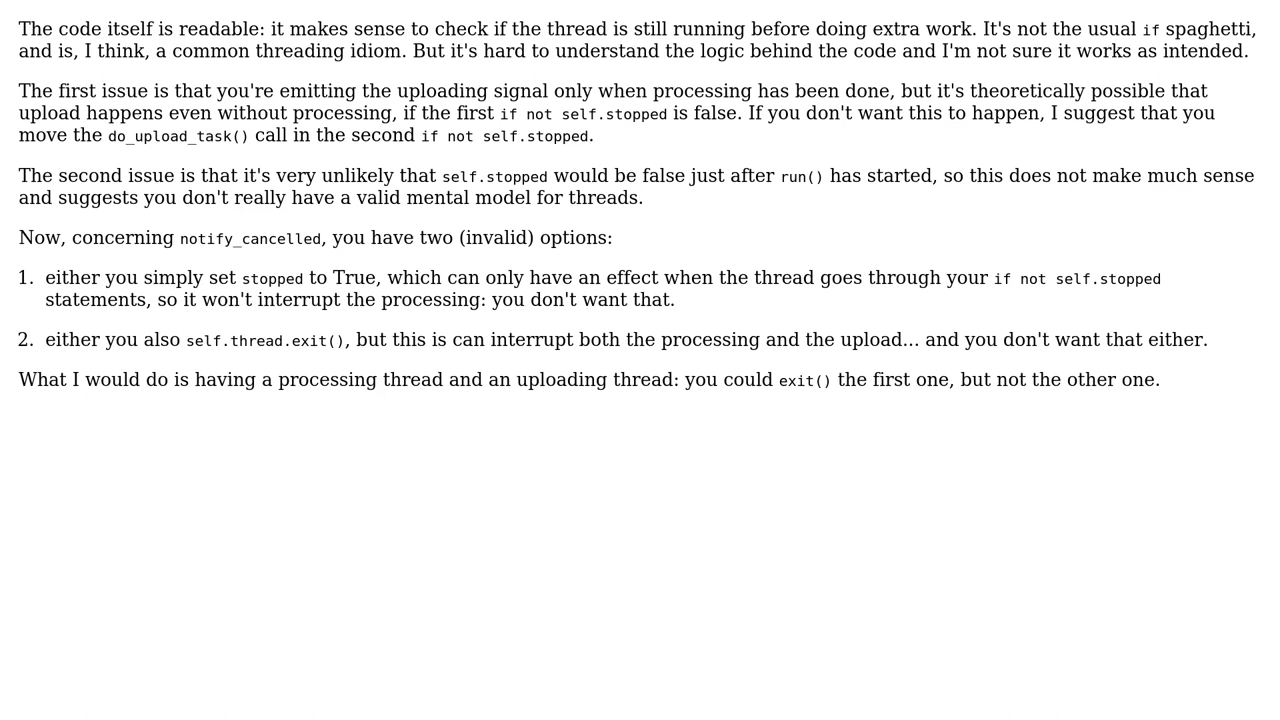 The code itself is readable: it makes sense to check if the thread is still running before doing extra work. It's not the usual if spaghetti,
and is, I think, a common threading idiom. But it's hard to understand the logic behind the code and I'm not sure it works as intended.
The first issue is that you're emitting the uploading signal only when processing has been done, but it's theoretically possible that
upload happens even without processing, if the first if not self.stopped is false. If you don't want this to happen, I suggest that you
move the do_upload_task() call in the second if not self.stopped.
The second issue is that it's very unlikely that self.stopped would be false just after run() has started, so this does not make much sense
and suggests you don't really have a valid mental model for threads.
Now, concerning notify_cancelled, you have two (invalid) options:
1. either you simply set stopped to True, which can only have an effect when the thread goes through your if not self.stopped
statements, so it won't interrupt the processing: you don't want that.
2. either you also self.thread.exit(), but this is can interrupt both the processing and the upload... and you don't want that either.
What I would do is having a processing thread and an uploading thread: you could exit() the first one, but not the other one.